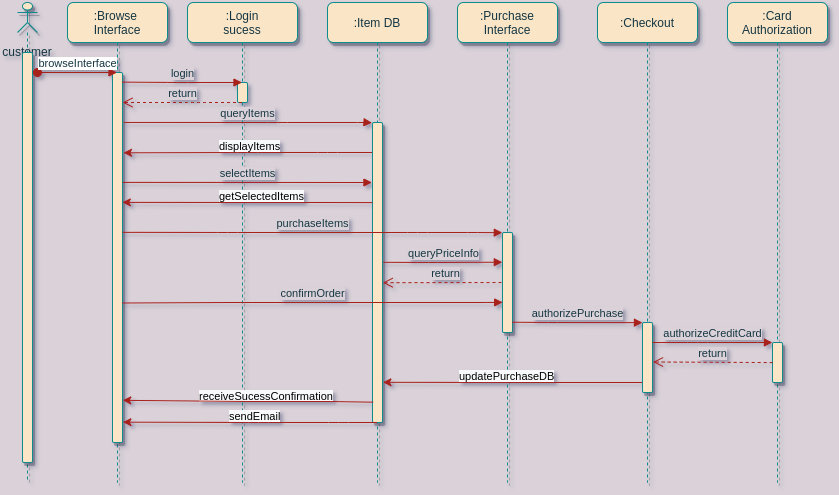 :Browse
Interface
:Login
sucess
:Item DB
:Purchase
Interface
:Checkout
:Card
Authorization
customer
browseInterface
login
return
queryItems
displayItems
selectItems
getSelectedItems
purchaseItems
queryPriceInfo
return
confirmOrder
authorizePurchase
authorizeCreditCard
return
updatePurchaseDB
receiveSucessConfirmation
sendEmail